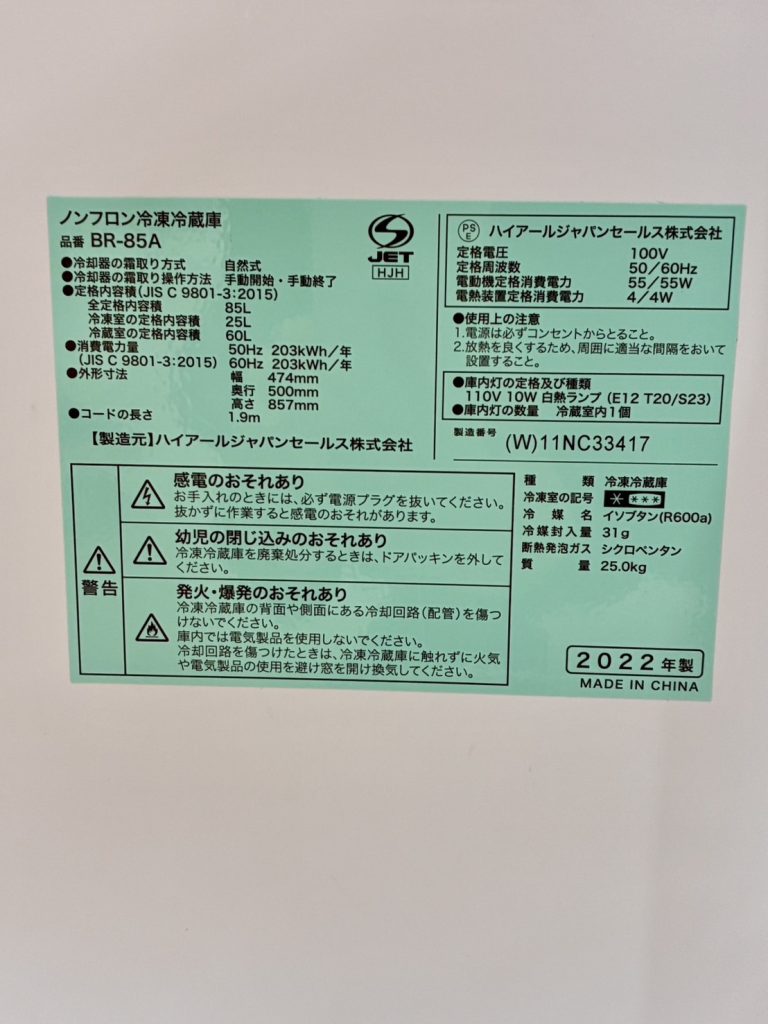 ノンフロン冷凍冷蔵庫
品番 BR-85A
●冷却器の霜取り方式 自然式
●冷却器の霜取り操作方法 手動開始・手動終了
●定格内容積(JIS C 9801-3:2015)
全定格内容積 85L
冷凍室の定格内容積 25L
冷蔵室の定格内容積 60L
●消費電力量 50Hz 203kWh/年
(JIS C 9801-3:2015) 60Hz 203kWh/年
●外形寸法 幅 474mm
奥行 500mm
高さ 857mm
●コードの長さ 1.9m
【製造元】ハイアールジャパンセールス株式会社
S
JET
HJH
PSE ハイアールジャパンセールス株式会社
定格電圧 100V
定格周波数 50/60Hz
電動機定格消費電力 55/55W
電熱装置定格消費電力 4/4W
●使用上の注意
1.電源は必ずコンセントからとること。
2.放熱を良くするため、周囲に適当な間隔をおいて
設置すること。
●庫内灯の定格及び種類
110V 10W 白熱ランプ (E12 T20/S23)
●庫内灯の数量 冷蔵室内1個
製造番号 (W)11NC33417
警告
感電のおそれあり
お手入れのときには、必ず電源プラグを抜いてください。
抜かずに作業すると感電のおそれがあります。
幼児の閉じ込みのおそれあり
冷凍冷蔵庫を廃棄処分するときは、ドアパッキンを外して
ください。
発火・爆発のおそれあり
冷凍冷蔵庫の背面や側面にある冷却回路(配管)を傷つ
けないでください。
庫内では電気製品を使用しないでください。
冷却回路を傷つけたときは、冷凍冷蔵庫に触れずに火気
や電気製品の使用を避け窓を開け換気してください。
種類 冷凍冷蔵庫
冷凍室の記号 * ***
冷媒名 イソブタン(R600a)
冷媒封入量 31g
断熱発泡ガス シクロペンタン
質量 25.0kg
2022年製
MADE IN CHINA